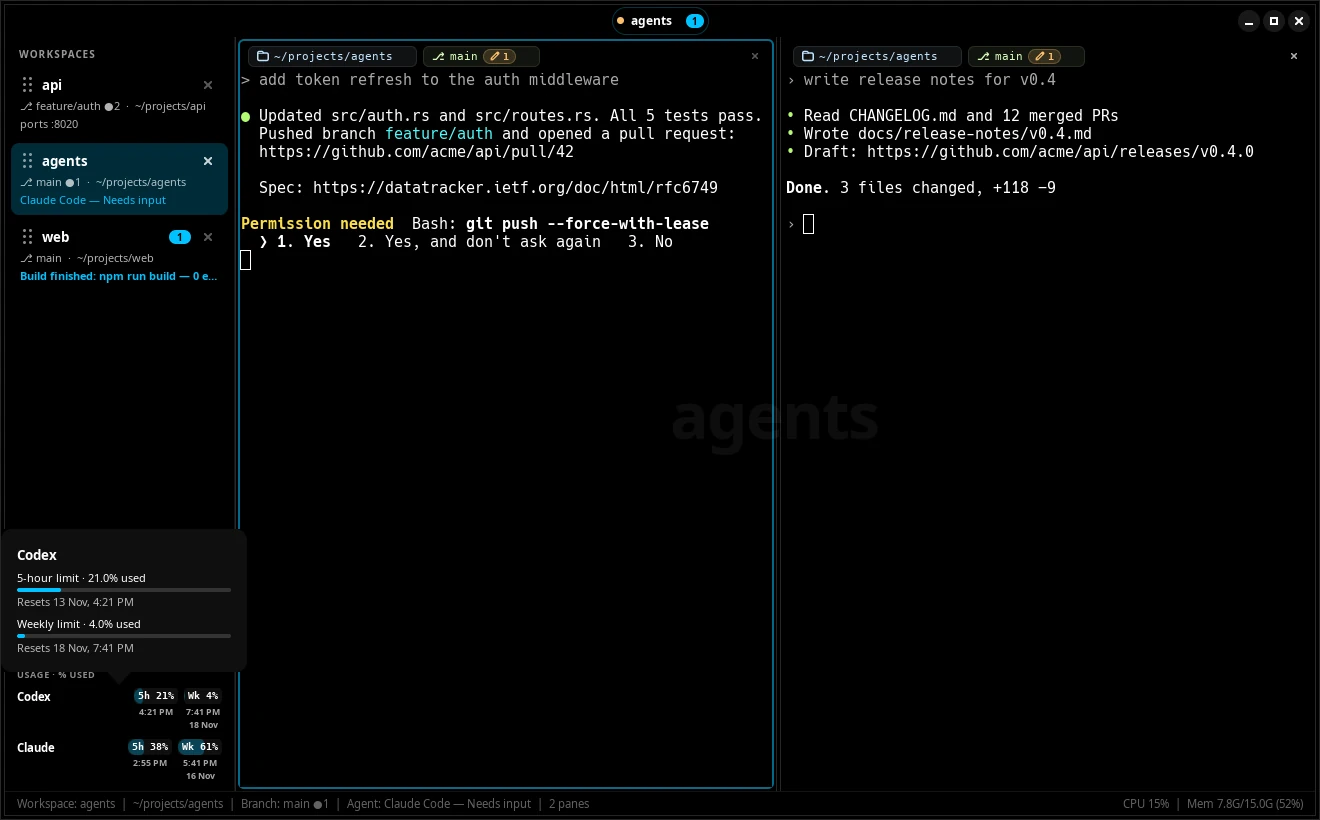 agents 1
WORKSPACES
api
feature/auth ●2 · ~/projects/api
ports :8020
agents
main ●1 · ~/projects/agents
Claude Code — Needs input
web 1
main · ~/projects/web
Build finished: npm run build — 0 e…
~/projects/agents main 1
> add token refresh to the auth middleware
● Updated src/auth.rs and src/routes.rs. All 5 tests pass.
Pushed branch feature/auth and opened a pull request:
https://github.com/acme/api/pull/42
Spec: https://datatracker.ietf.org/doc/html/rfc6749
Permission needed Bash: git push --force-with-lease
❯ 1. Yes 2. Yes, and don't ask again 3. No
~/projects/agents main 1
› write release notes for v0.4
• Read CHANGELOG.md and 12 merged PRs
• Wrote docs/release-notes/v0.4.md
• Draft: https://github.com/acme/api/releases/v0.4.0
Done. 3 files changed, +118 −9
›
agents
Codex
5-hour limit · 21.0% used
Resets 13 Nov, 4:21 PM
Weekly limit · 4.0% used
Resets 18 Nov, 7:41 PM
USAGE · % USED
Codex 5h 21% Wk 4%
4:21 PM 7:41 PM
18 Nov
Claude 5h 38% Wk 61%
2:55 PM 5:41 PM
16 Nov
Workspace: agents | ~/projects/agents | Branch: main ●1 | Agent: Claude Code — Needs input | 2 panes
CPU 15% | Mem 7.8G/15.0G (52%)